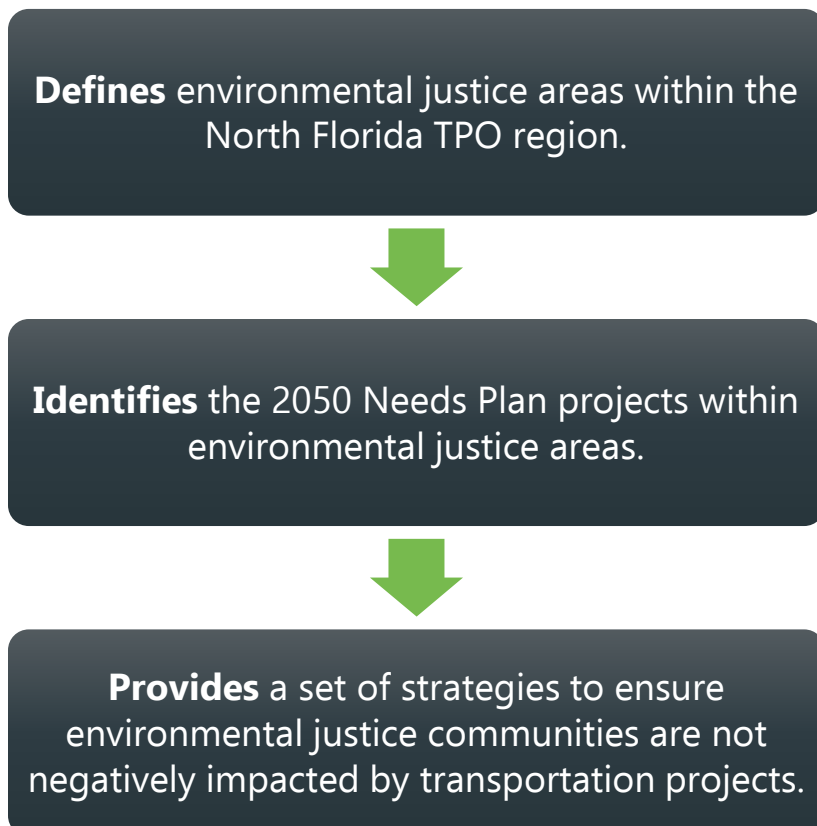 Defines environmental justice areas within the
North Florida TPO region.
Identifies the 2050 Needs Plan projects within
environmental justice areas.
Provides a set of strategies to ensure
environmental justice communities are not
negatively impacted by transportation projects.